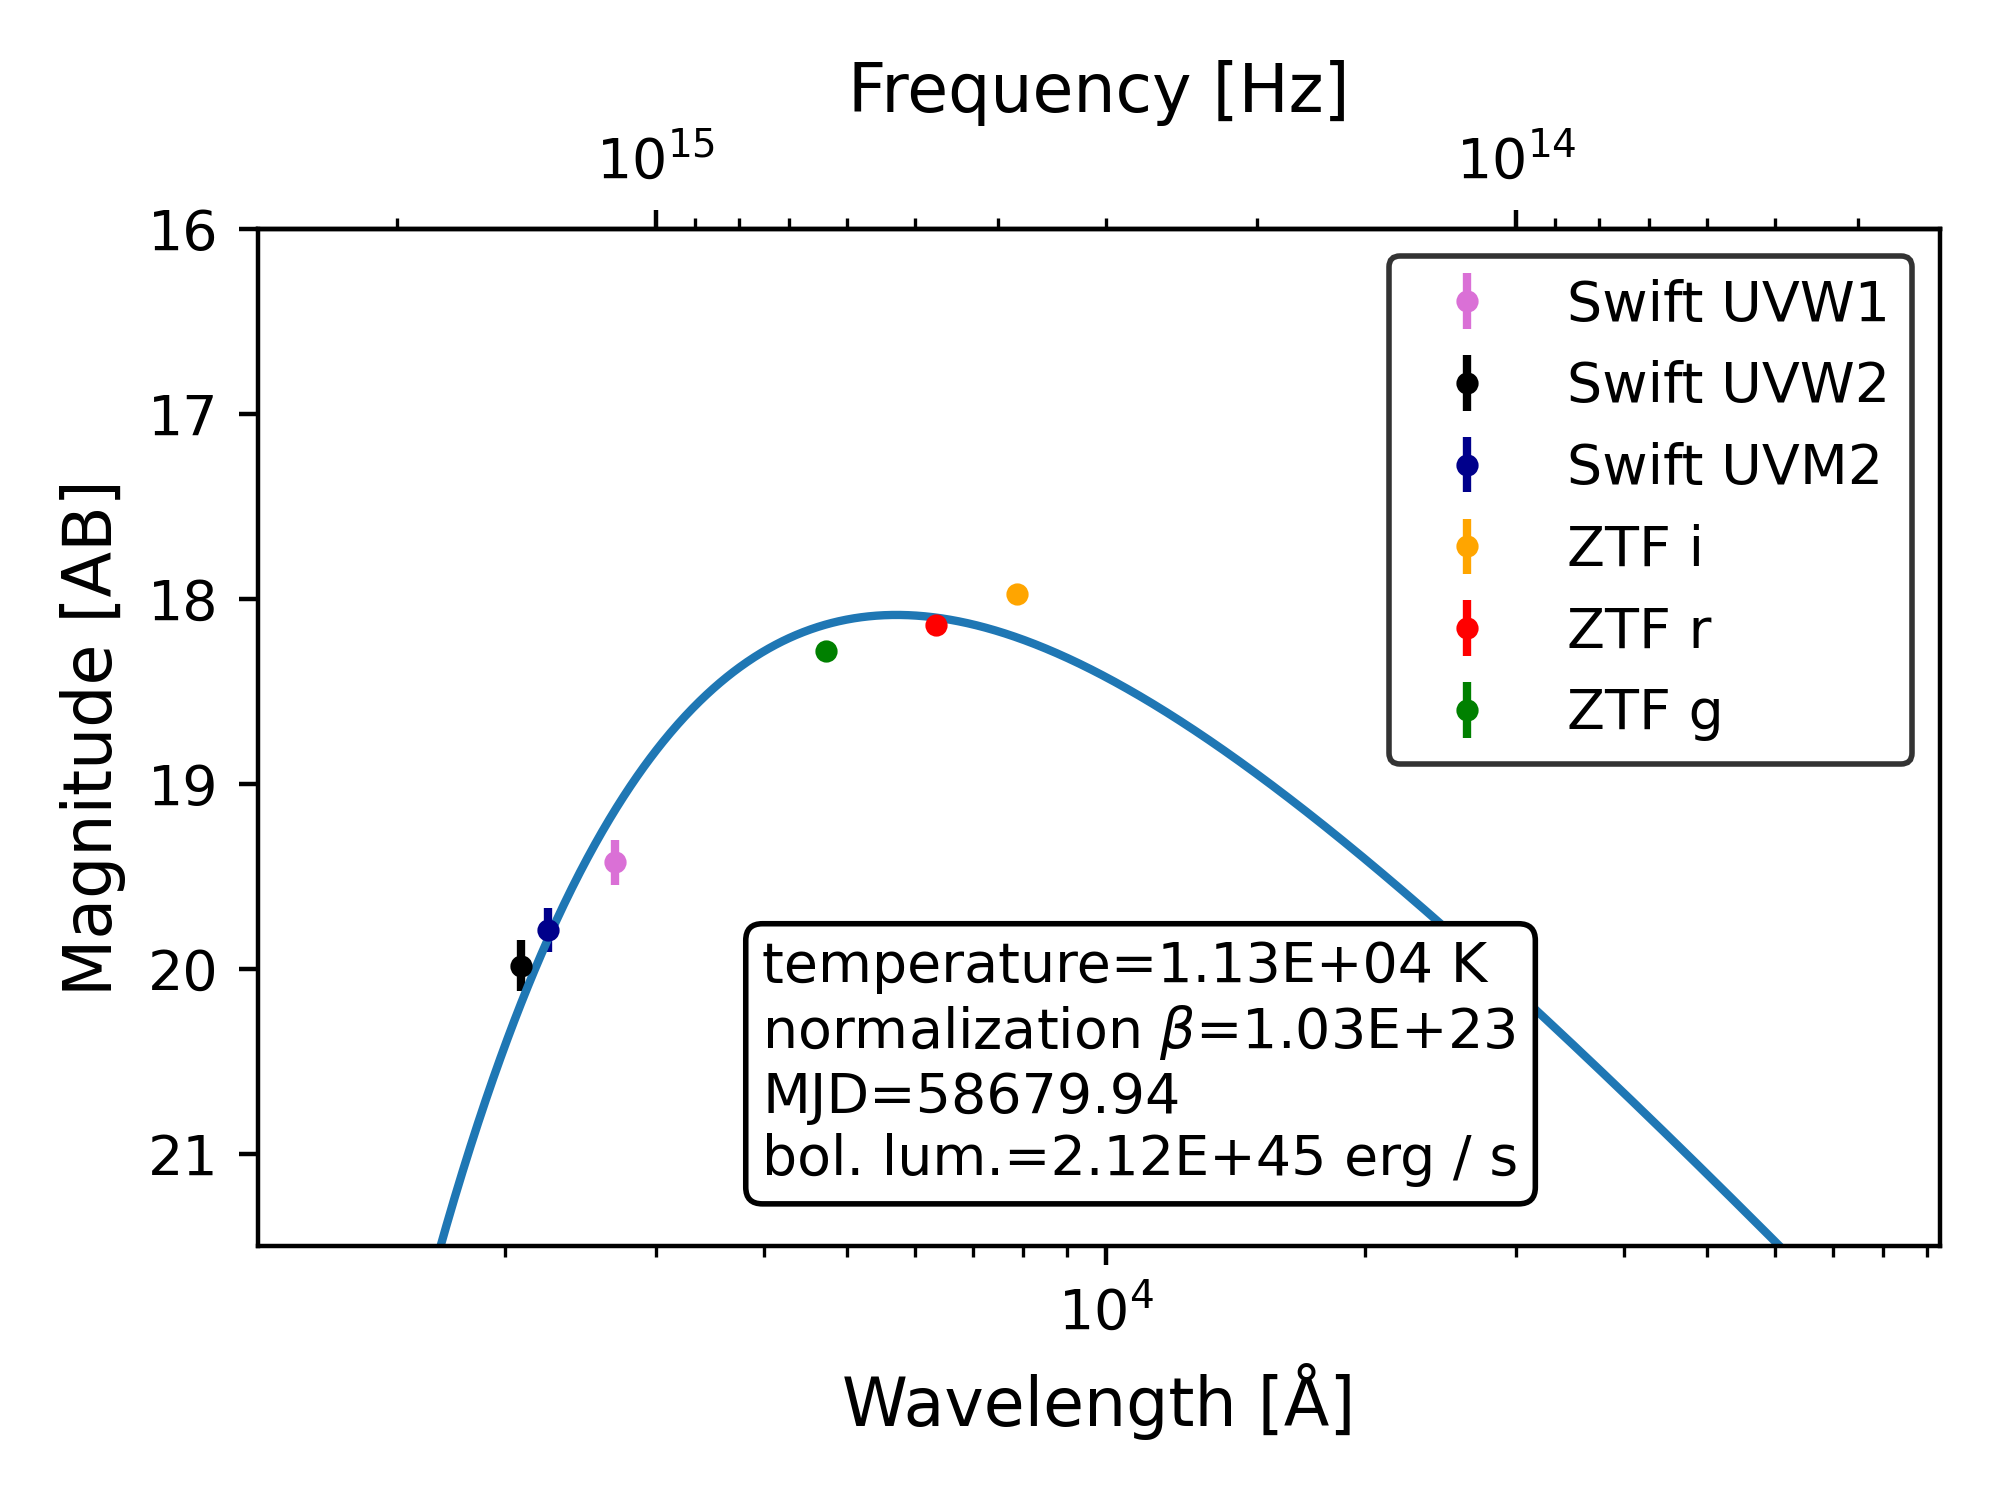 Frequency [Hz]
10^15 10^14
16
17
18
19
20
21
Magnitude [AB]
Swift UVW1
Swift UVW2
Swift UVM2
ZTF i
ZTF r
ZTF g
temperature=1.13E+04 K
normalization β=1.03E+23
MJD=58679.94
bol. lum.=2.12E+45 erg / s
10^4
Wavelength [Å]